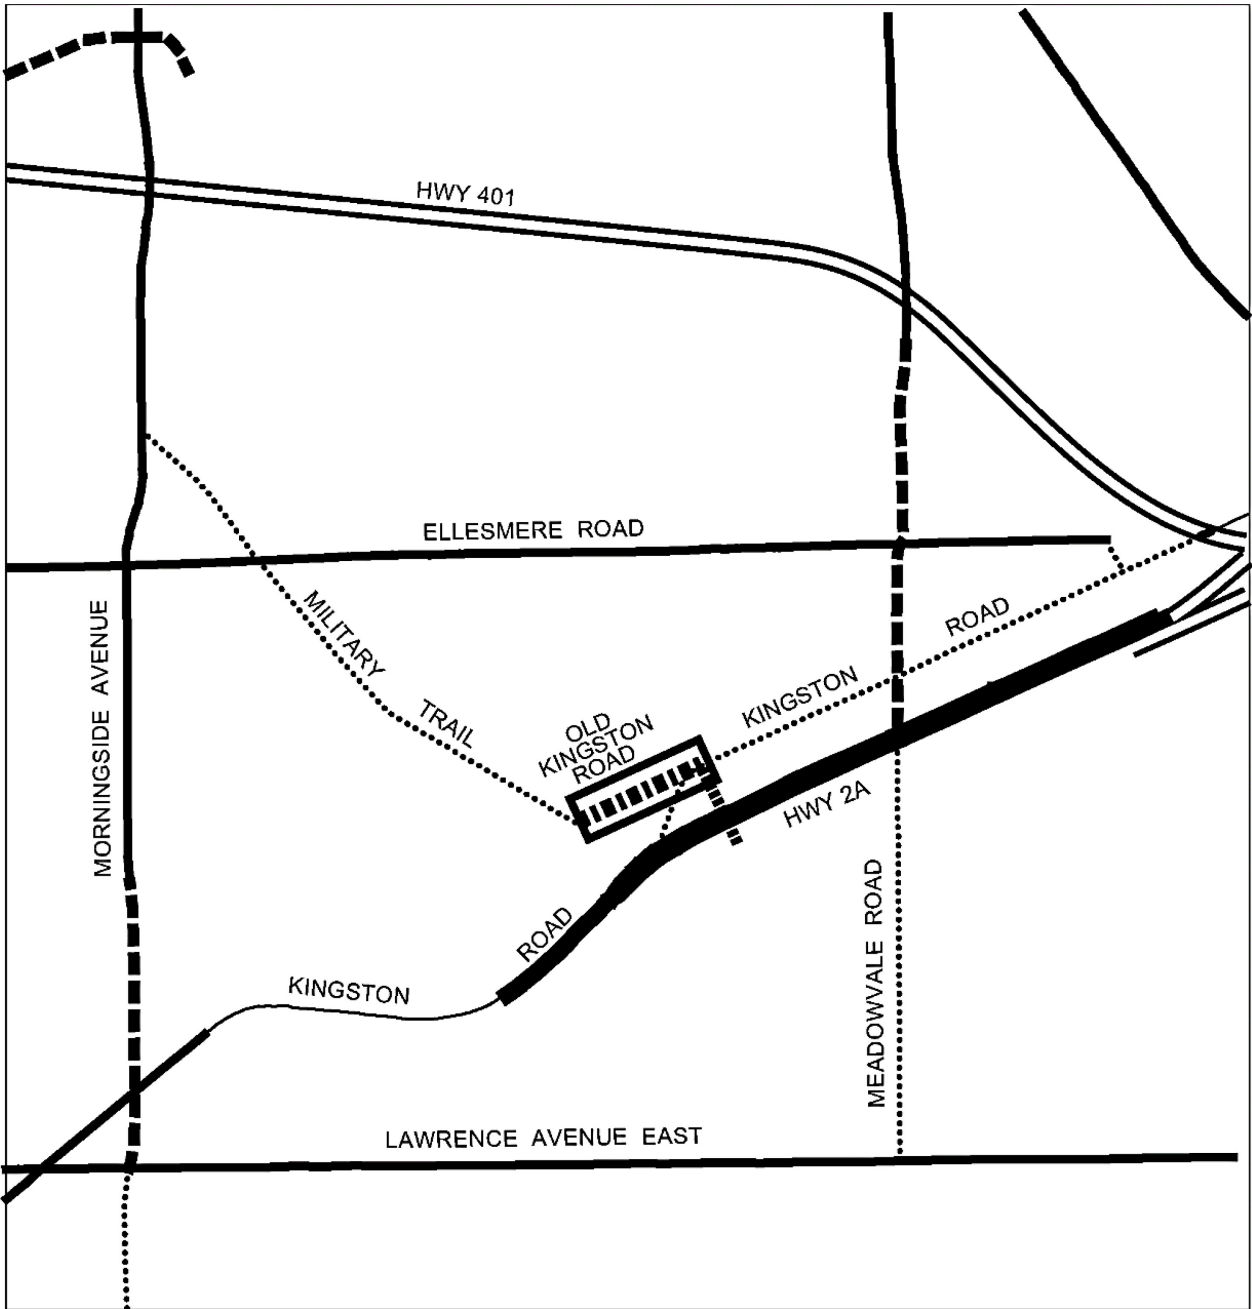 HWY 401
ELLESMERE ROAD
MILITARY
TRAIL
MORNINGSIDE AVENUE
OLD
KINGSTON
ROAD
KINGSTON
ROAD
HWY 2A
ROAD
KINGSTON
MEADOWVALE ROAD
LAWRENCE AVENUE EAST